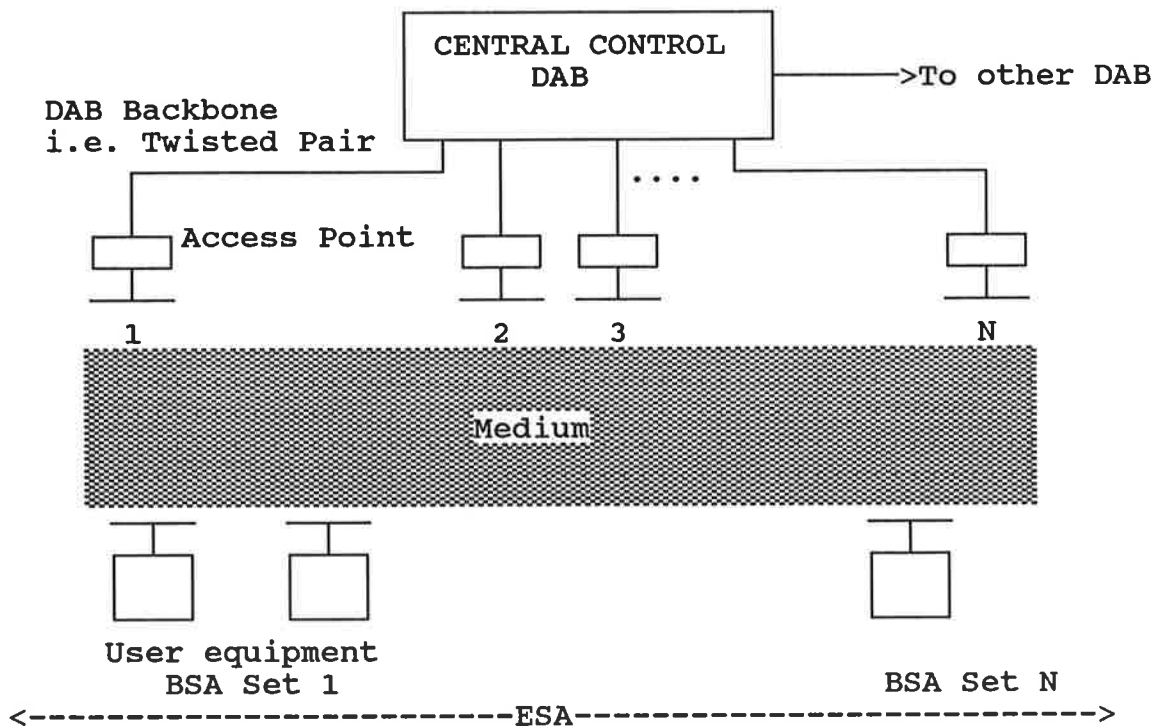 CENTRAL CONTROL
DAB
>To other DAB
DAB Backbone
i.e. Twisted Pair
....
Access Point
1 2 3 N
Medium
User equipment
BSA Set 1 BSA Set N
<-----------------------ESA------------------------->